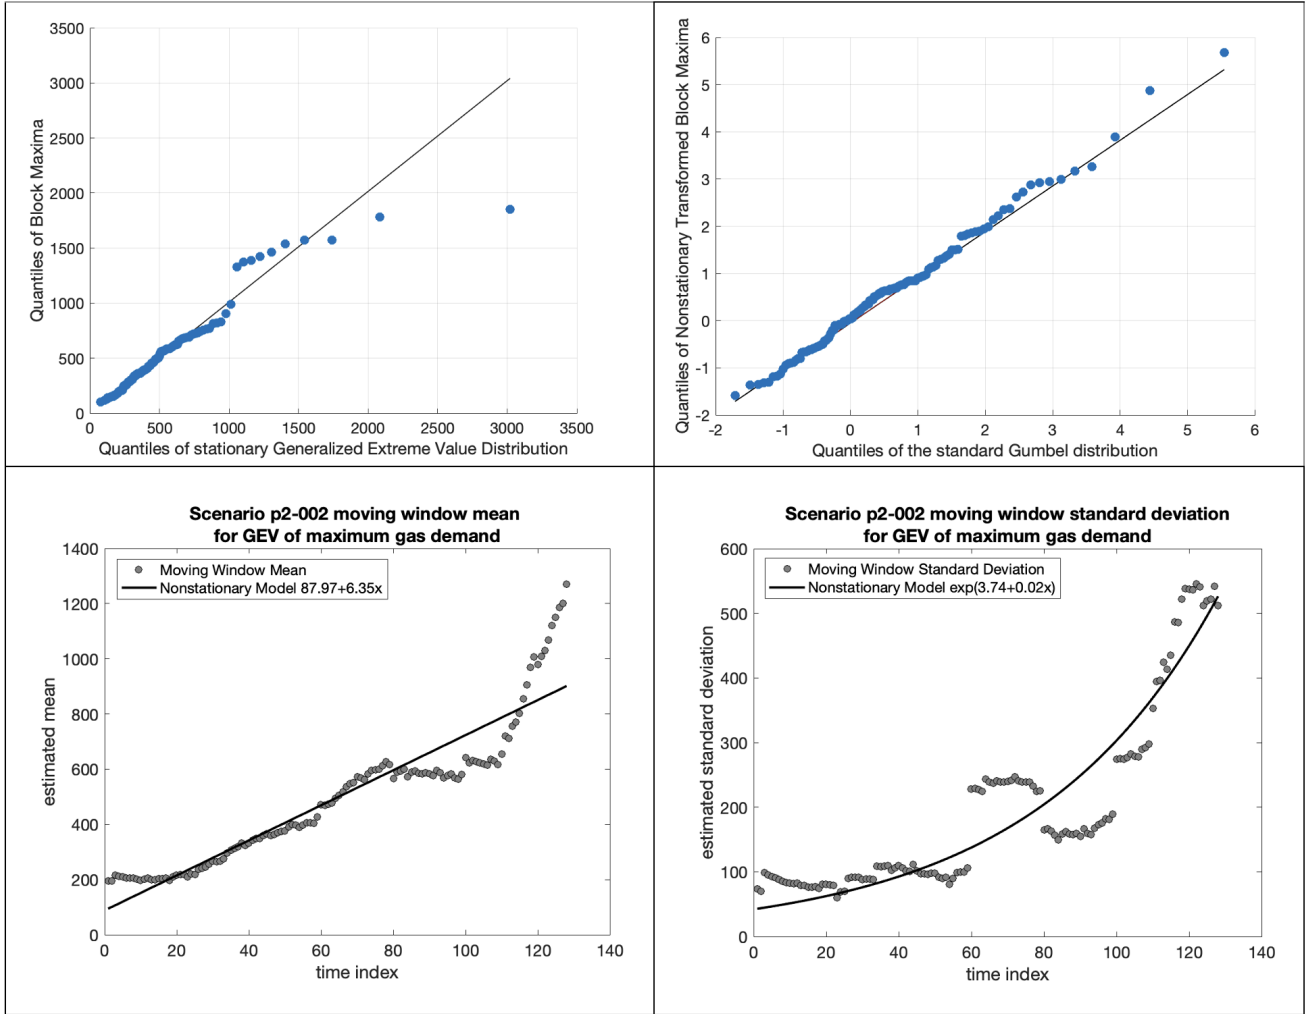 3500
3000
2500
2000
1500
1000
500
0
Quantiles of Block Maxima
0 500 1000 1500 2000 2500 3000 3500
Quantiles of stationary Generalized Extreme Value Distribution
6
5
4
3
2
1
0
-1
-2
Quantiles of Nonstationary Transformed Block Maxima
-2 -1 0 1 2 3 4 5 6
Quantiles of the standard Gumbel distribution
Scenario p2-002 moving window mean
for GEV of maximum gas demand
1400
1200
1000
800
600
400
200
0
estimated mean
Moving Window Mean
Nonstationary Model 87.97+6.35x
0 20 40 60 80 100 120 140
time index
Scenario p2-002 moving window standard deviation
for GEV of maximum gas demand
600
500
400
300
200
100
0
estimated standard deviation
Moving Window Standard Deviation
Nonstationary Model exp(3.74+0.02x)
0 20 40 60 80 100 120 140
time index